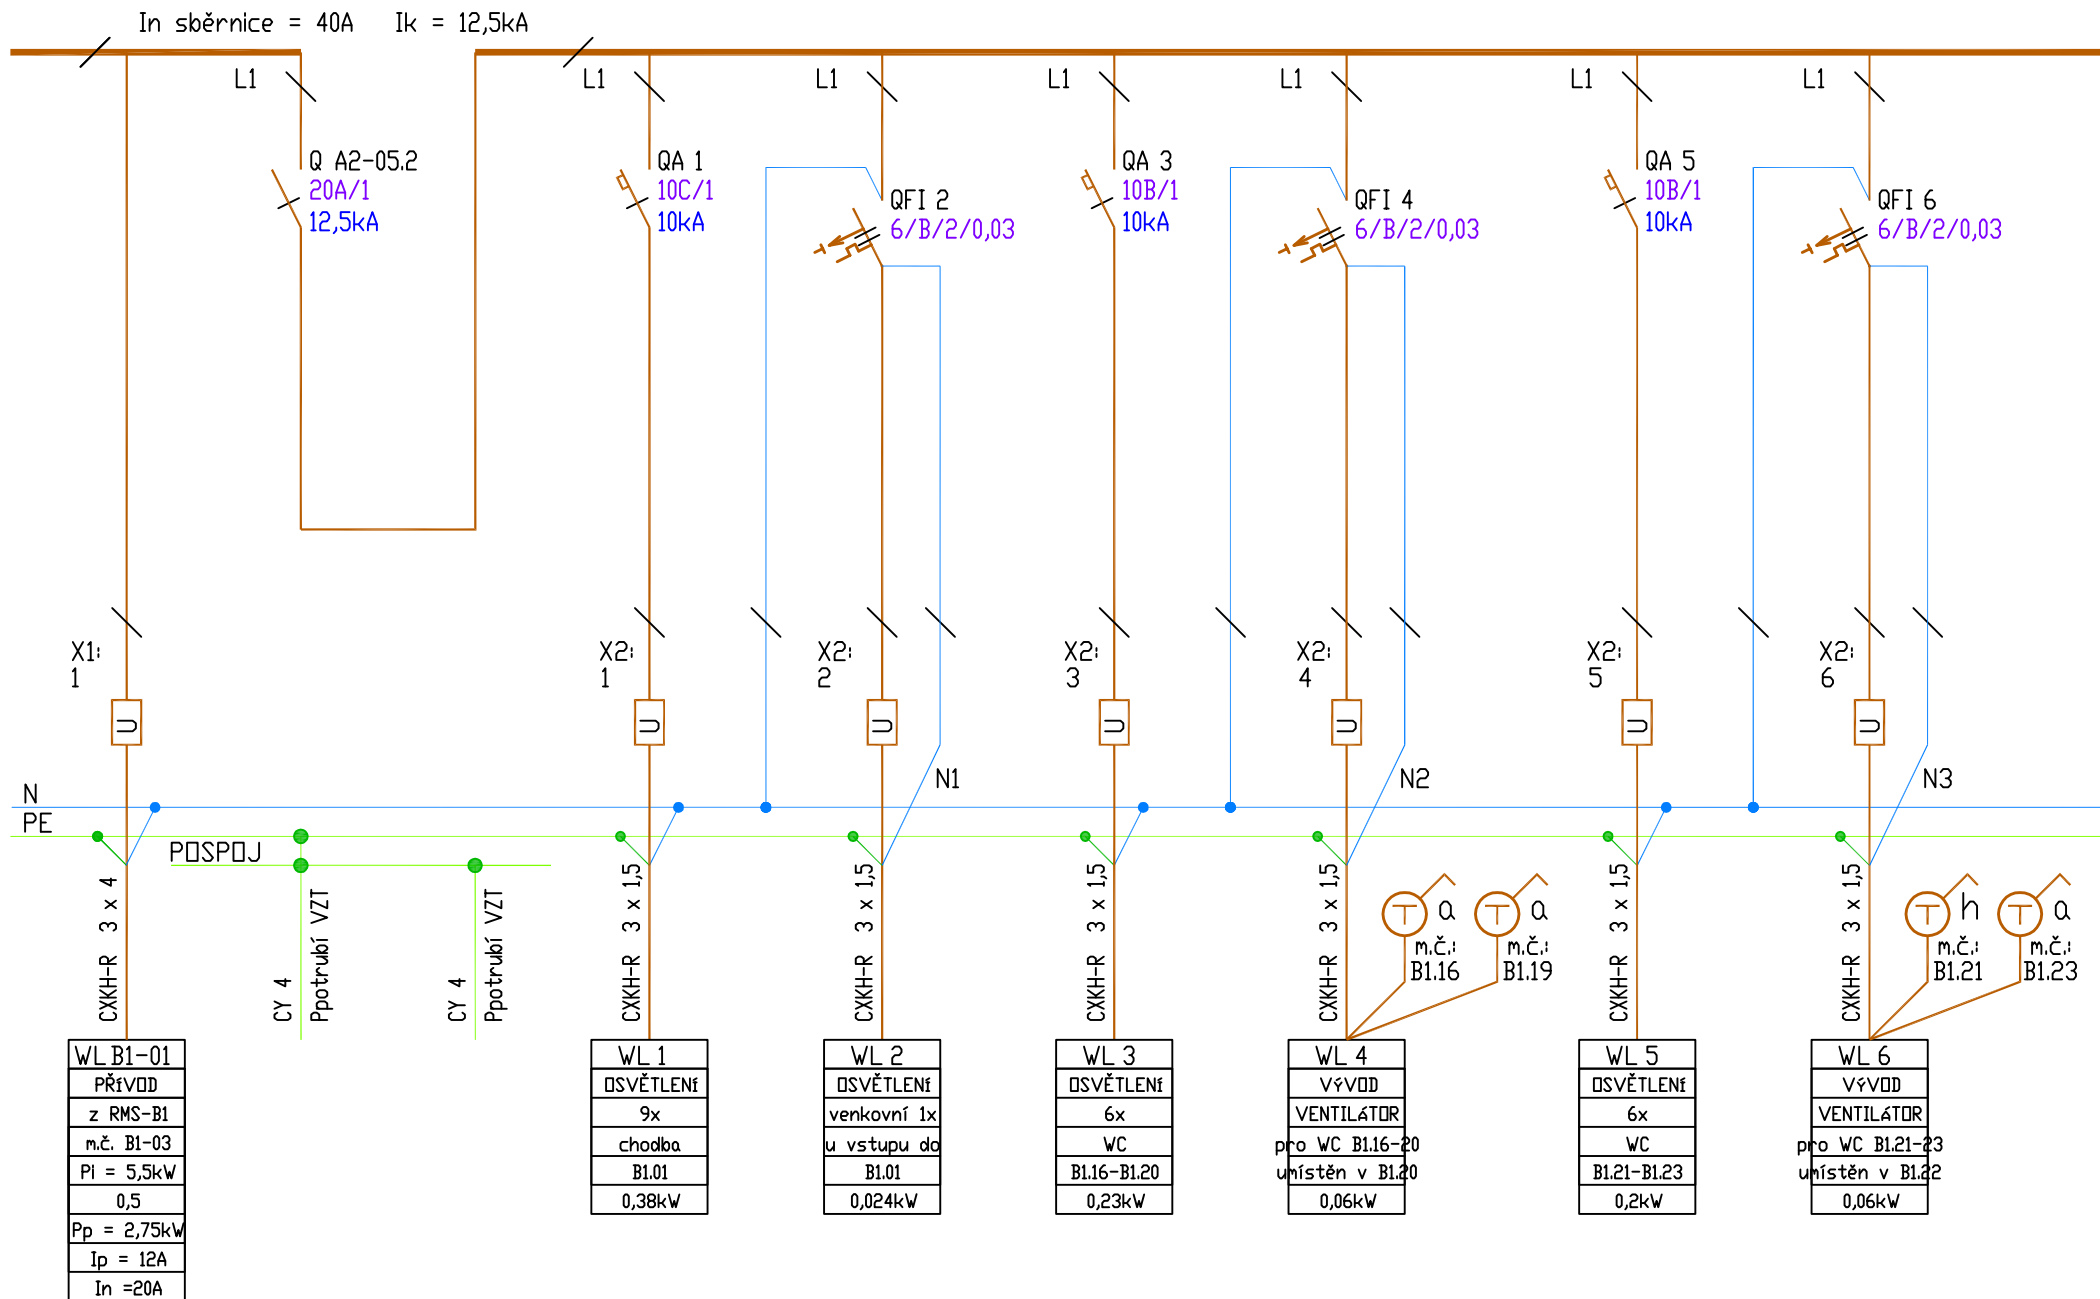 In sběrnice = 40A Ik = 12,5kA
L1 L1 L1 L1 L1 L1 L1
Q A2-05.2
20A/1
12,5kA
QA 1
10C/1
10kA
QFI 2
6/B/2/0,03
QA 3
10B/1
10kA
QFI 4
6/B/2/0,03
QA 5
10B/1
10kA
QFI 6
6/B/2/0,03
X1:
1
X2:
1
X2:
2
X2:
3
X2:
4
X2:
5
X2:
6
U U U U U U U
N1 N2 N3
N
PE
POSPOJ
CXKH-R 3 x 4
CY 4
Ppotrubí VZT
CY 4
Ppotrubí VZT
CXKH-R 3 x 1,5
CXKH-R 3 x 1,5
CXKH-R 3 x 1,5
CXKH-R 3 x 1,5
T a
m.č.:
B1.16
T a
m.č.:
B1.19
CXKH-R 3 x 1,5
CXKH-R 3 x 1,5
T h
m.č.:
B1.21
T a
m.č.:
B1.23
WL B1-01
PŘÍVOD
z RMS-B1
m.č. B1-03
Pi = 5,5kW
0,5
Pp = 2,75kW
Ip = 12A
In =20A
WL 1
OSVĚTLENÍ
9x
chodba
B1.01
0,38kW
WL 2
OSVĚTLENÍ
venkovní 1x
u vstupu do
B1.01
0,024kW
WL 3
OSVĚTLENÍ
6x
WC
B1.16-B1.20
0,23kW
WL 4
VÝVOD
VENTILÁTOR
pro WC B1.16-20
umístěn v B1.20
0,06kW
WL 5
OSVĚTLENÍ
6x
WC
B1.21-B1.23
0,2kW
WL 6
VÝVOD
VENTILÁTOR
pro WC B1.21-23
umístěn v B1.22
0,06kW